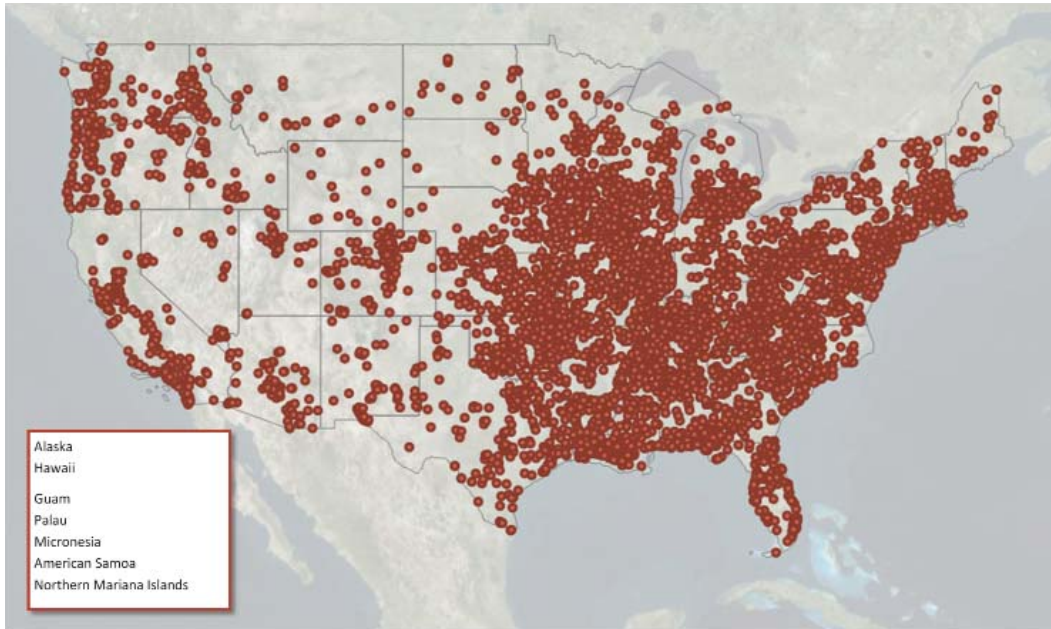 Alaska
Hawaii
Guam
Palau
Micronesia
American Samoa
Northern Mariana Islands